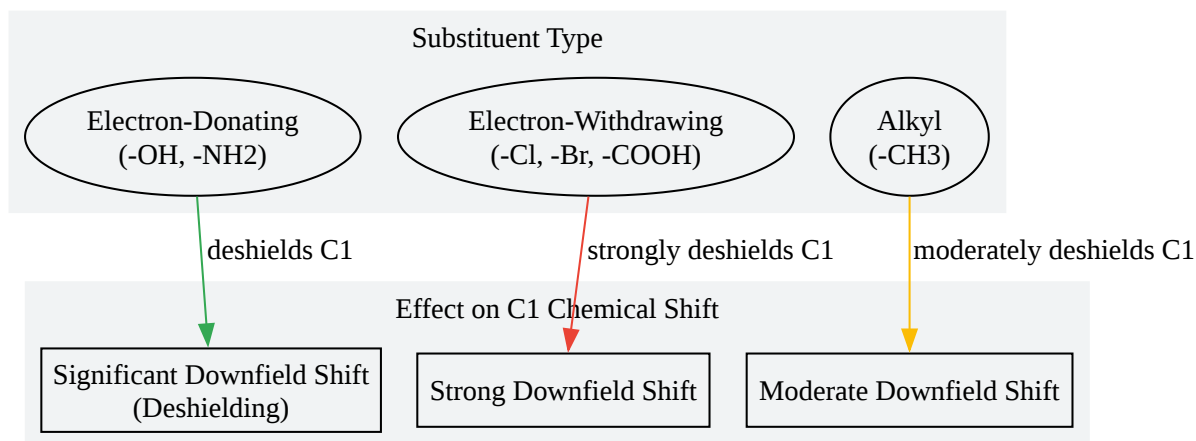 Substituent Type
Electron-Donating
(-OH, -NH2)
Electron-Withdrawing
(-Cl, -Br, -COOH)
Alkyl
(-CH3)
deshields C1
strongly deshields C1
moderately deshields C1
Effect on C1 Chemical Shift
Significant Downfield Shift
(Deshielding)
Strong Downfield Shift
Moderate Downfield Shift